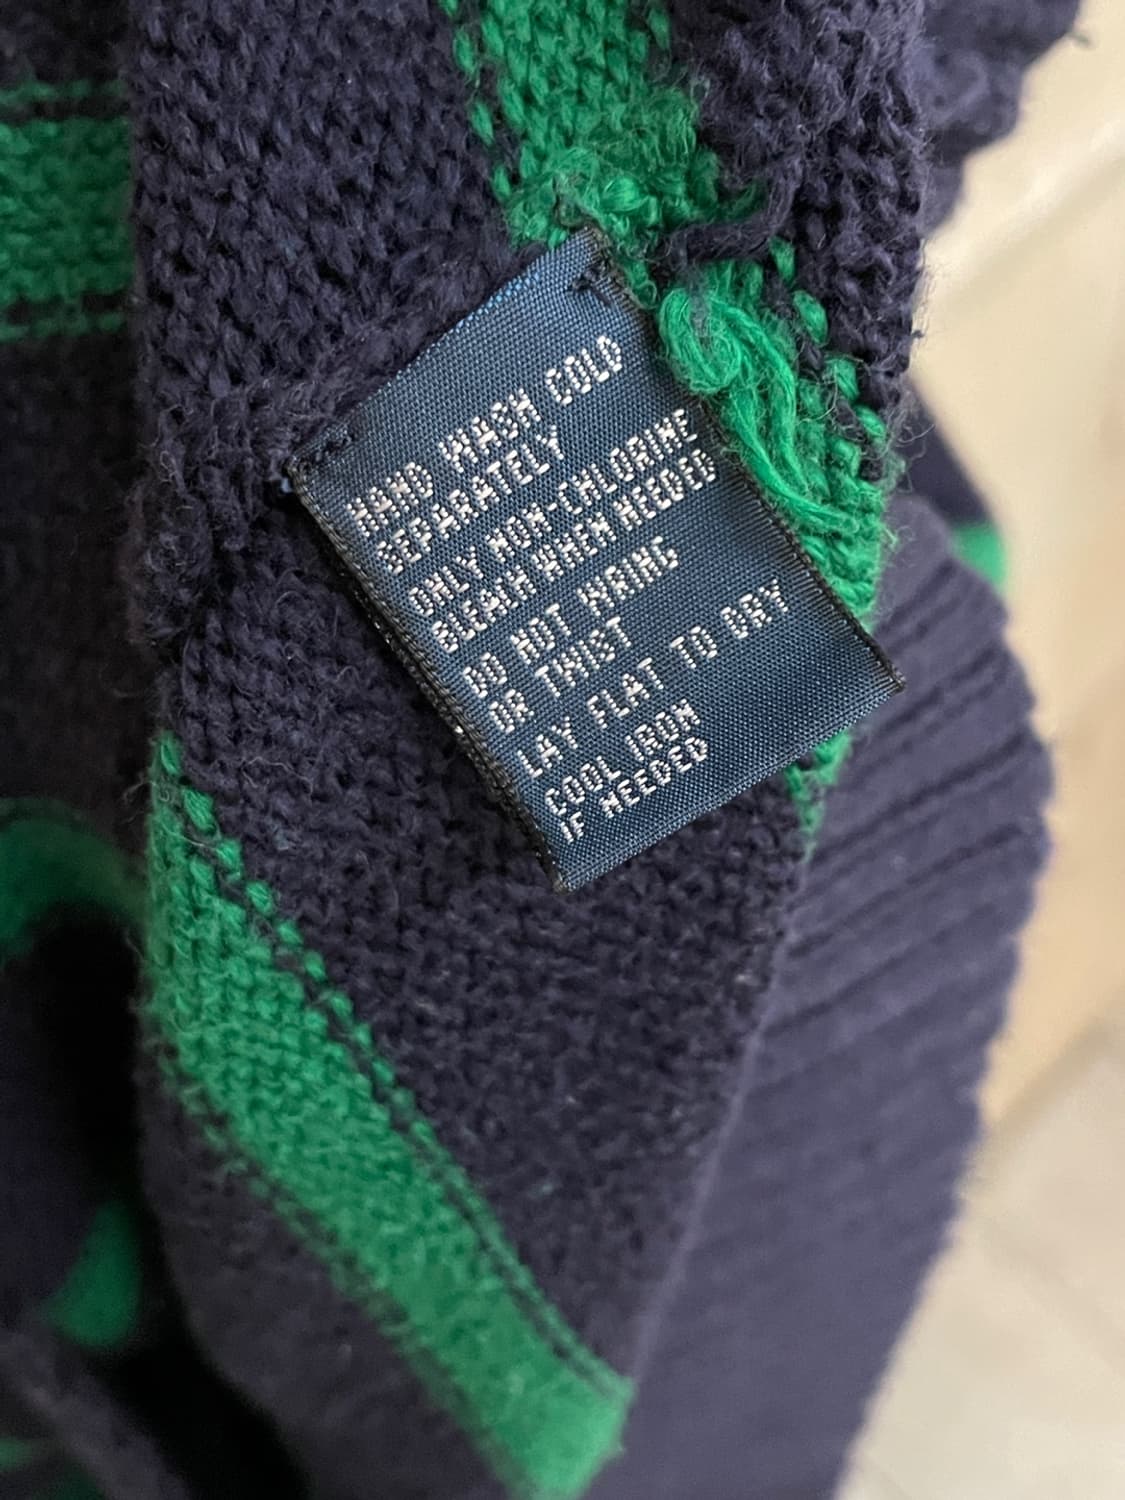 HAND WASH COLD
SEPARATELY
ONLY NON-CHLORINE
BLEACH WHEN NEEDED
DO NOT WRING
OR TWIST
LAY FLAT TO DRY
COOL IRON
IF NEEDED